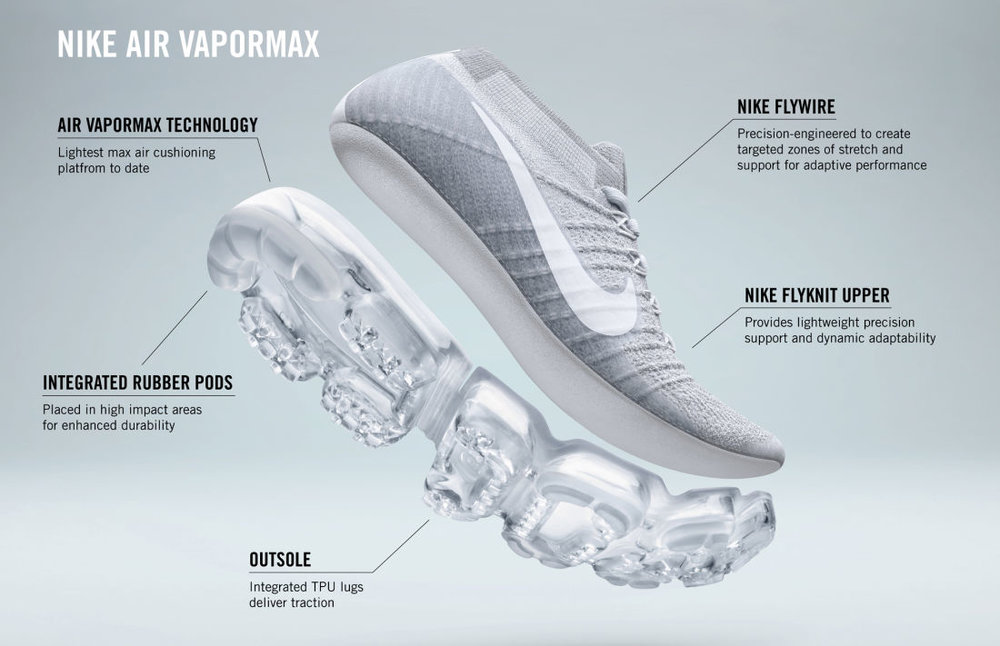 NIKE AIR VAPORMAX
AIR VAPORMAX TECHNOLOGY
Lightest max air cushioning
platfrom to date
NIKE FLYWIRE
Precision-engineered to create
targeted zones of stretch and
support for adaptive performance
NIKE FLYKNIT UPPER
Provides lightweight precision
support and dynamic adaptability
INTEGRATED RUBBER PODS
Placed in high impact areas
for enhanced durability
OUTSOLE
Integrated TPU lugs
deliver traction